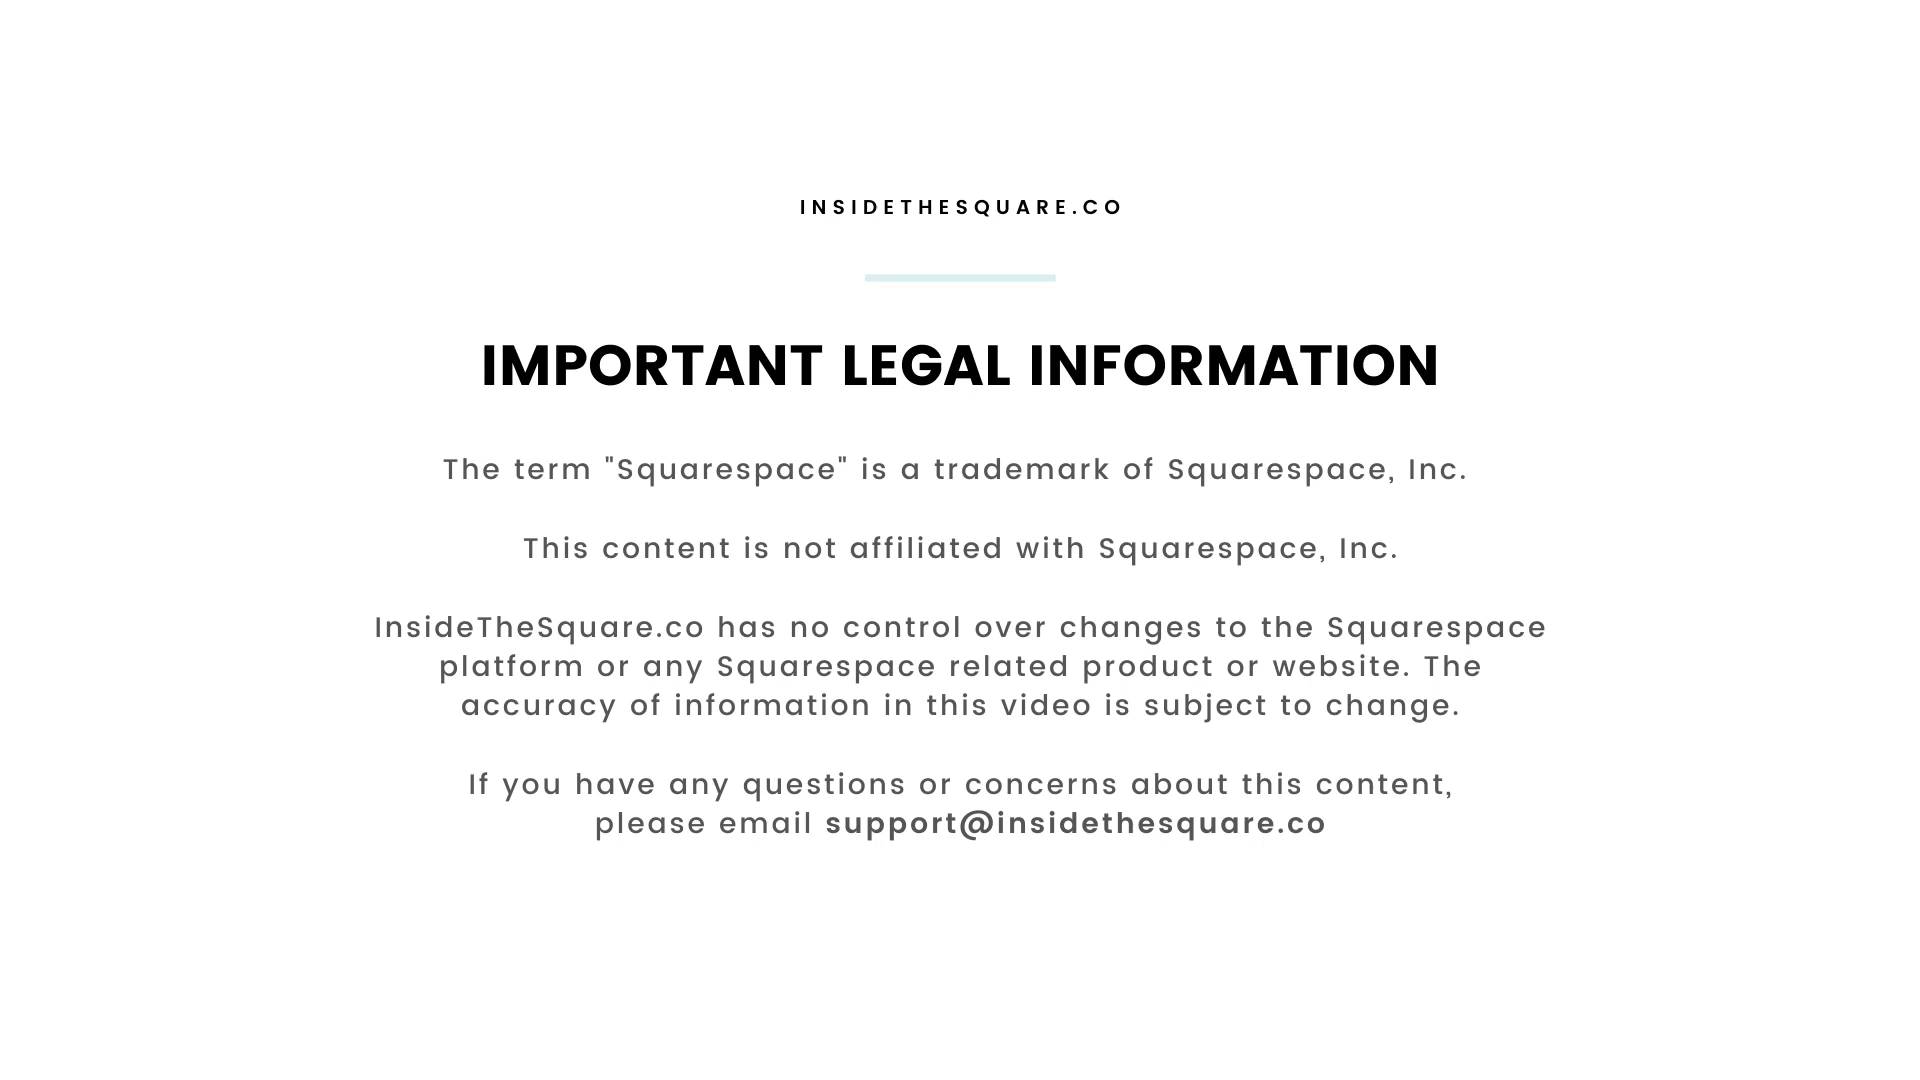 INSIDETHESQUARE.CO
IMPORTANT LEGAL INFORMATION
The term "Squarespace" is a trademark of Squarespace, Inc.
This content is not affiliated with Squarespace, Inc.
InsideTheSquare.co has no control over changes to the Squarespace
platform or any Squarespace related product or website. The
accuracy of information in this video is subject to change.
If you have any questions or concerns about this content,
please email support@insidethesquare.co